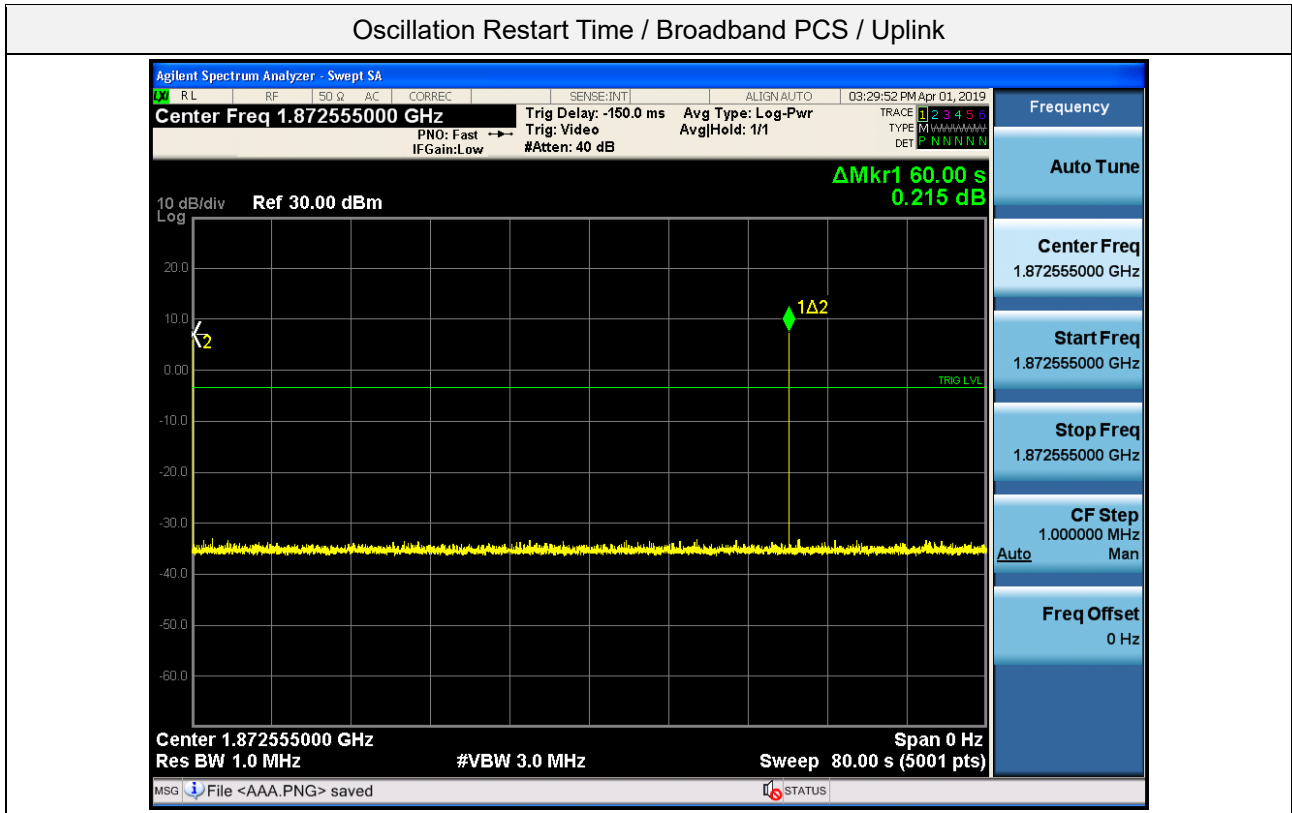 Oscillation Restart Time / Broadband PCS / Uplink
Agilent Spectrum Analyzer - Swept SA
LXI RL RF 50 Ω AC CORREC SENSE:INT ALIGN AUTO 03:29:52 PM Apr 01, 2019
Center Freq 1.872555000 GHz
PNO: Fast
IFGain:Low
Trig Delay: -150.0 ms
Trig: Video
#Atten: 40 dB
Avg Type: Log-Pwr
Avg|Hold: 1/1
TRACE 1 2 3 4 5 6
TYPE M WWWWW
DET P N N N N N
ΔMkr1 60.00 s
0.215 dB
10 dB/div Ref 30.00 dBm
Log
20.0
10.0
0.00
-10.0
-20.0
-30.0
-40.0
-50.0
-60.0
2
1Δ2
TRIG LVL
Center 1.872555000 GHz Span 0 Hz
Res BW 1.0 MHz #VBW 3.0 MHz Sweep 80.00 s (5001 pts)
MSG File <AAA.PNG> saved STATUS
Frequency
Auto Tune
Center Freq
1.872555000 GHz
Start Freq
1.872555000 GHz
Stop Freq
1.872555000 GHz
CF Step
1.000000 MHz
Auto Man
Freq Offset
0 Hz